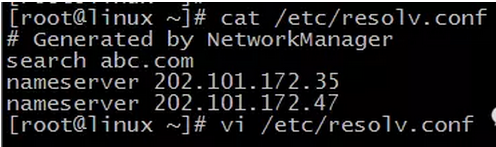 [root@linux ~]# cat /etc/resolv.conf
# Generated by NetworkManager
search abc.com
nameserver 202.101.172.35
nameserver 202.101.172.47
[root@linux ~]# vi /etc/resolv.conf